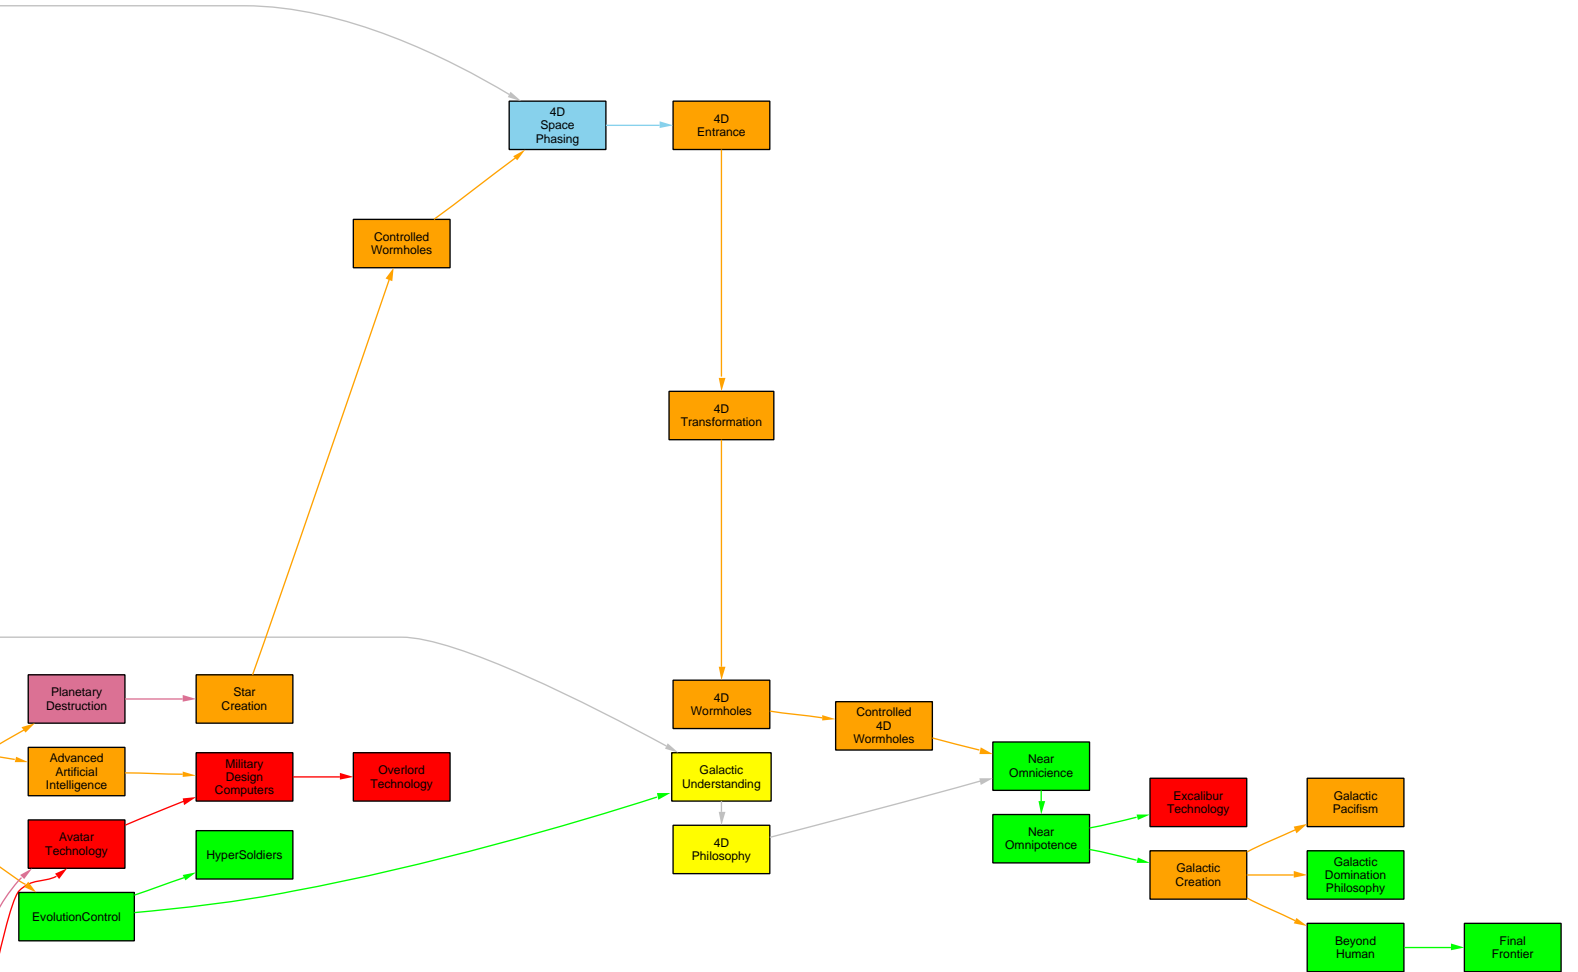 4D
Space
Phasing
4D
Entrance
Controlled
Wormholes
4D
Transformation
Planetary
Destruction
Star
Creation
4D
Wormholes
Controlled
4D
Wormholes
Advanced
Artificial
Intelligence
Military
Design
Computers
Overlord
Technology
Galactic
Understanding
Near
Omnicience
Excalibur
Technology
Galactic
Pacifism
Avatar
Technology
HyperSoldiers
4D
Philosophy
Near
Omnipotence
Galactic
Creation
Galactic
Domination
Philosophy
EvolutionControl
Beyond
Human
Final
Frontier